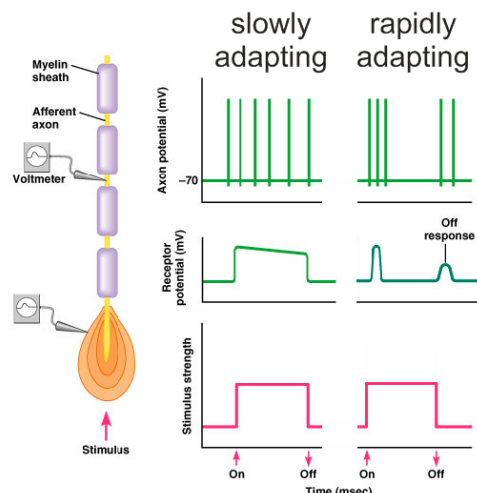 slowly
adapting
rapidly
adapting
Myelin
sheath
Afferent
axon
Voltmeter
Stimulus
Axon potential (mV)
–70
Receptor
potential (mV)
Off
response
Stimulus strength
On
Off
On
Off
Time (msec)